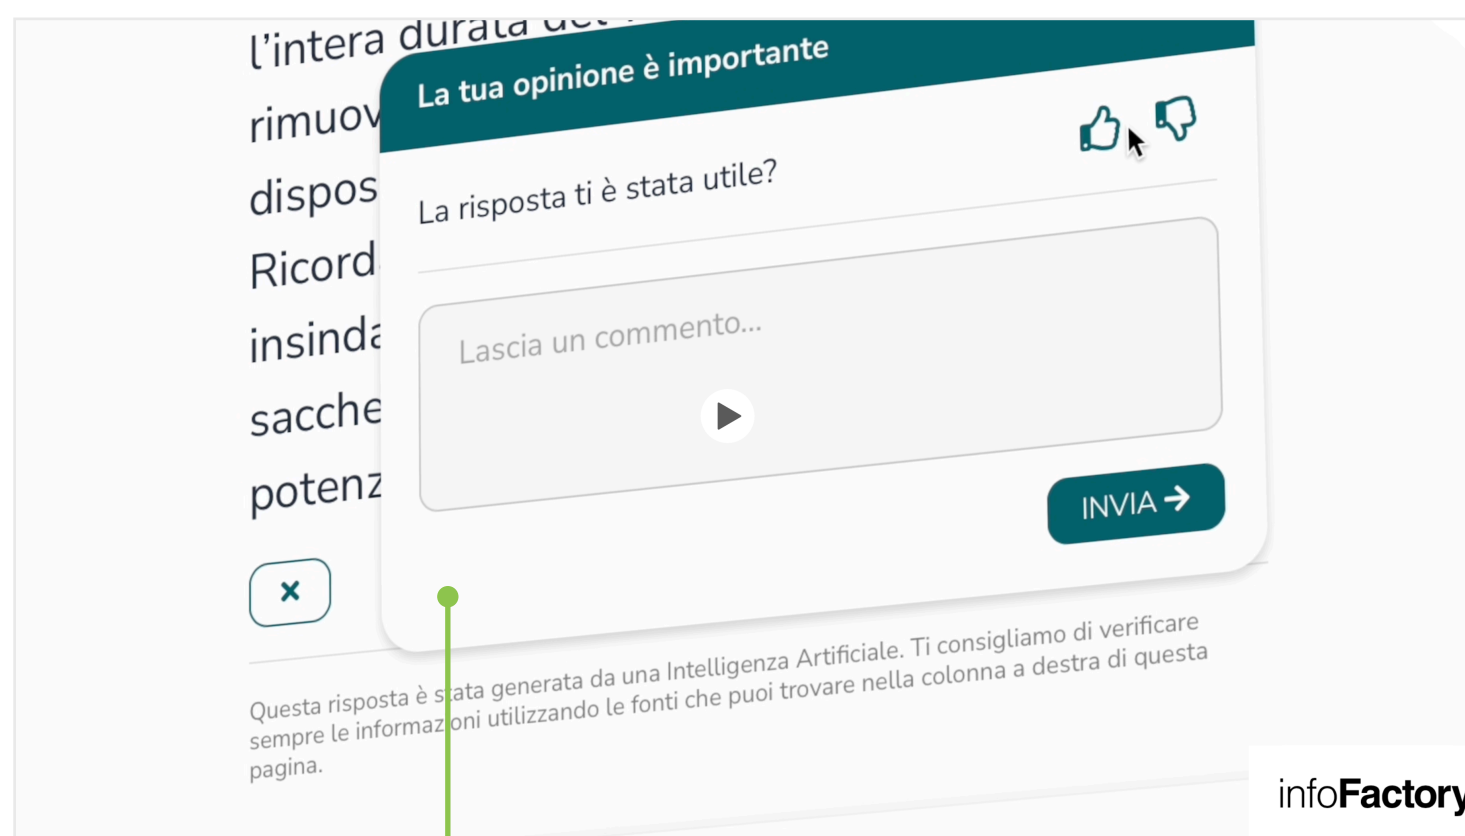 l'intera durata del
rimuov
dispos
Ricord
insinda
sacche
potenz
La tua opinione è importante
La risposta ti è stata utile?
Lascia un commento...
INVIA
Questa risposta è stata generata da una Intelligenza Artificiale. Ti consigliamo di verificare
sempre le informazioni utilizzando le fonti che puoi trovare nella colonna a destra di questa
pagina.
infoFactory